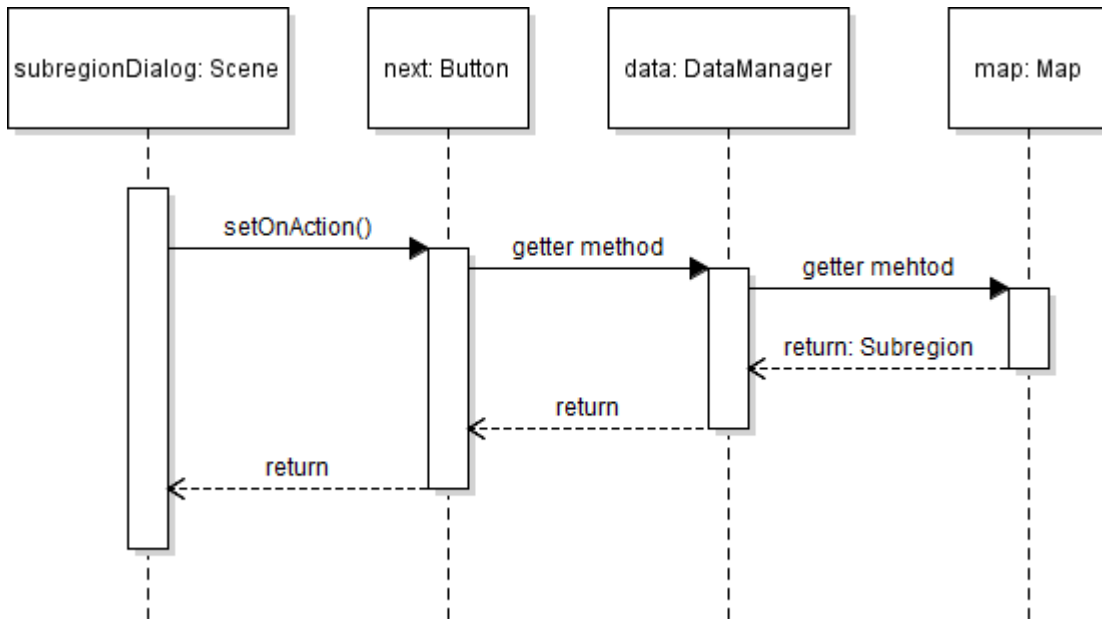 subregionDialog: Scene
next: Button
data: DataManager
map: Map
setOnAction()
getter method
getter mehtod
return: Subregion
return
return